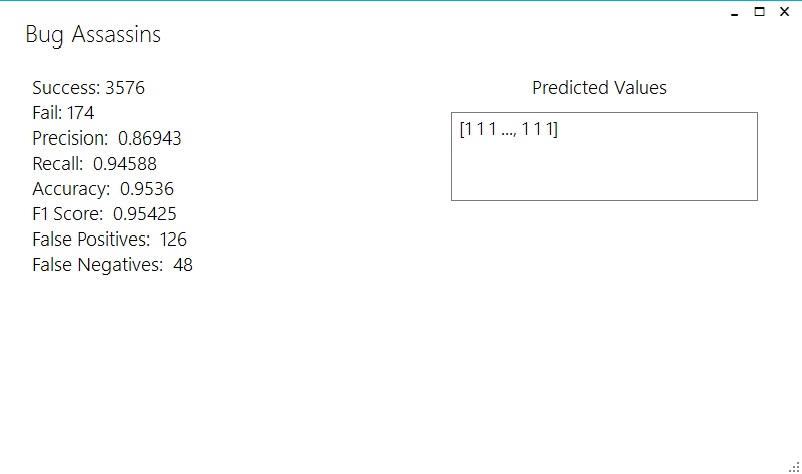 Bug Assassins
Success: 3576
Fail: 174
Precision: 0.86943
Recall: 0.94588
Accuracy: 0.9536
F1 Score: 0.95425
False Positives: 126
False Negatives: 48
Predicted Values
[1 1 1 ..., 1 1 1]